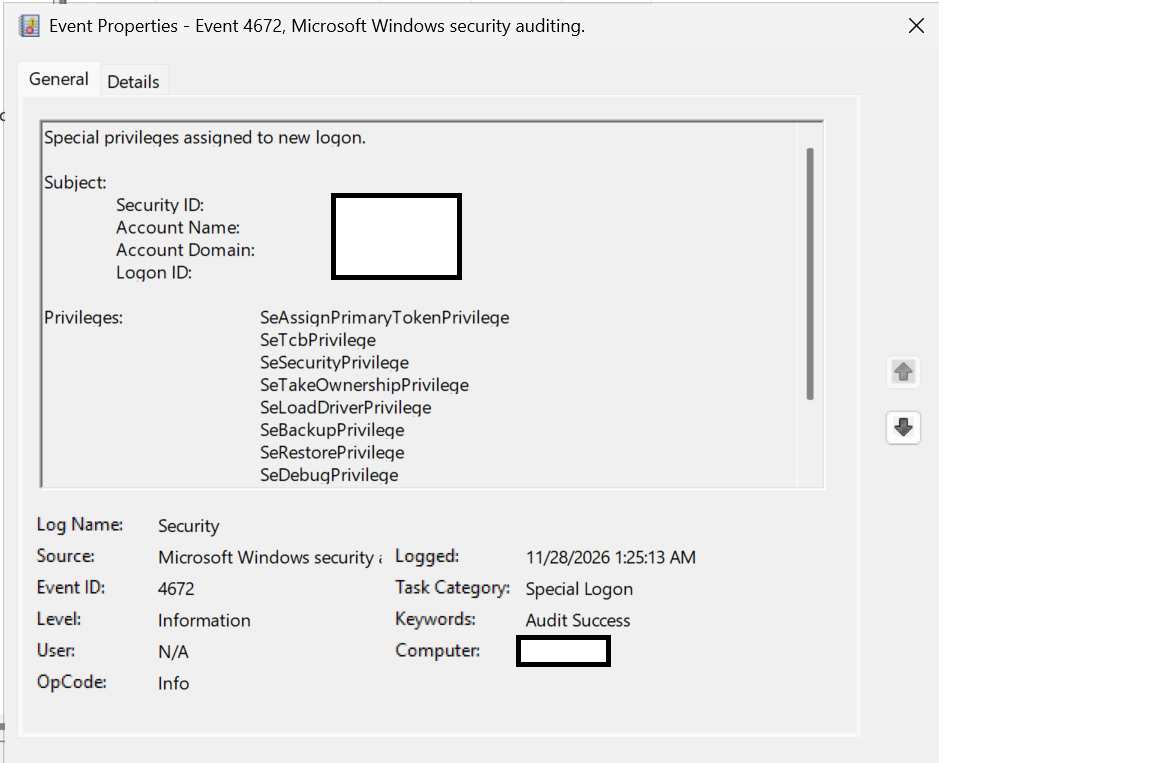 Event Properties - Event 4672, Microsoft Windows security auditing.
General Details
Special privileges assigned to new logon.
Subject:
Security ID:
Account Name:
Account Domain:
Logon ID:
Privileges: SeAssignPrimaryTokenPrivilege
SeTcbPrivilege
SeSecurityPrivilege
SeTakeOwnershipPrivilege
SeLoadDriverPrivilege
SeBackupPrivilege
SeRestorePrivilege
SeDebugPrivilege
Log Name: Security
Source: Microsoft Windows security Logged: 11/28/2026 1:25:13 AM
Event ID: 4672 Task Category: Special Logon
Level: Information Keywords: Audit Success
User: N/A Computer:
OpCode: Info